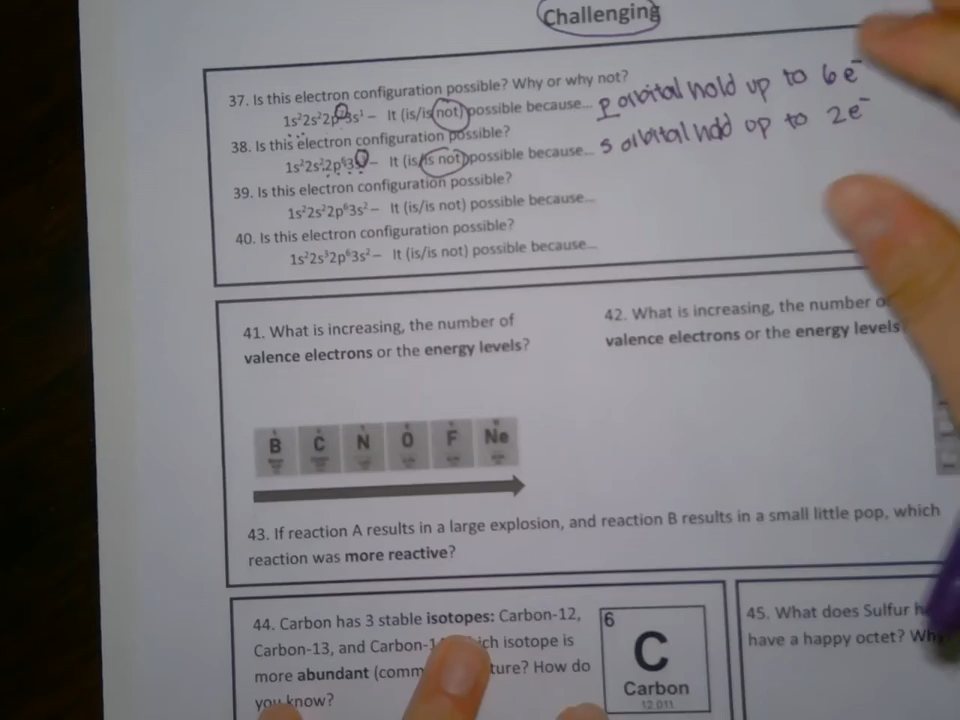 Challenging
37. Is this electron configuration possible? Why or why not?
1s²2s²2p 3s¹ – It (is/is not) possible because... p orbital hold up to 6e⁻
38. Is this electron configuration possible?
1s²2s²2p⁶3s – It (is/is not) possible because... s orbital hold up to 2e⁻
39. Is this electron configuration possible?
1s²2s²2p⁶3s² – It (is/is not) possible because...
40. Is this electron configuration possible?
1s²2s³2p⁶3s² – It (is/is not) possible because...
41. What is increasing, the number of
valence electrons or the energy levels?
42. What is increasing, the number
valence electrons or the energy levels
B C N O F Ne
43. If reaction A results in a large explosion, and reaction B results in a small little pop, which
reaction was more reactive?
44. Carbon has 3 stable isotopes: Carbon-12,
Carbon-13, and isotope is
more abundant How do
you know?
6
C
Carbon
12.011
45. What does Sulfur
have a happy octet?